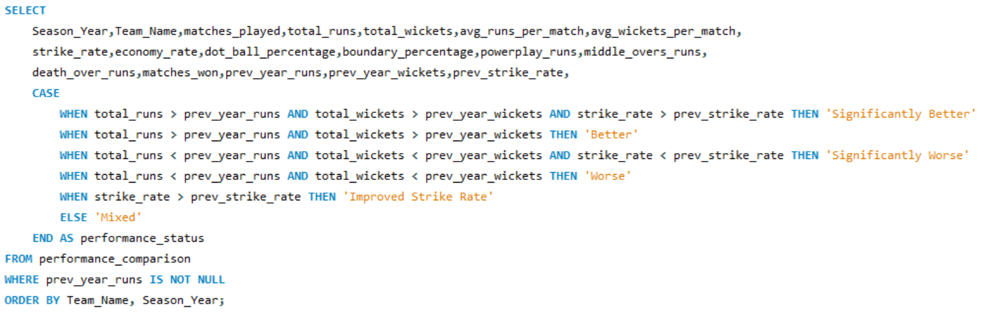 SELECT
    Season_Year,Team_Name,matches_played,total_runs,total_wickets,avg_runs_per_match,avg_wickets_per_match,
    strike_rate,economy_rate,dot_ball_percentage,boundary_percentage,powerplay_runs,middle_overs_runs,
    death_over_runs,matches_won,prev_year_runs,prev_year_wickets,prev_strike_rate,
    CASE
        WHEN total_runs > prev_year_runs AND total_wickets > prev_year_wickets AND strike_rate > prev_strike_rate THEN 'Significantly Better'
        WHEN total_runs > prev_year_runs AND total_wickets > prev_year_wickets THEN 'Better'
        WHEN total_runs < prev_year_runs AND total_wickets < prev_year_wickets AND strike_rate < prev_strike_rate THEN 'Significantly Worse'
        WHEN total_runs < prev_year_runs AND total_wickets < prev_year_wickets THEN 'Worse'
        WHEN strike_rate > prev_strike_rate THEN 'Improved Strike Rate'
        ELSE 'Mixed'
    END AS performance_status
FROM performance_comparison
WHERE prev_year_runs IS NOT NULL
ORDER BY Team_Name, Season_Year;